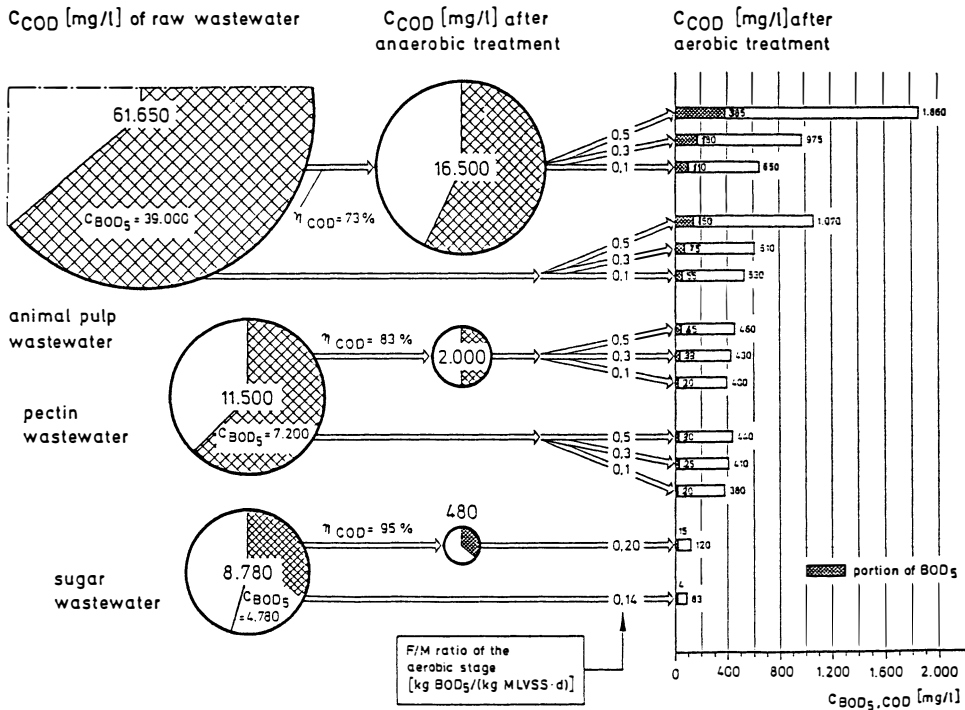 C_COD [mg/l] of raw wastewater
C_COD [mg/l] after
anaerobic treatment
C_COD [mg/l] after
aerobic treatment
61.650
C_BOD5 = 39.000
η_COD = 73 %
16.500
0,5
0,3
0,1
385
1.860
975
110
650
0,5
0,3
0,1
1.070
75
610
55
530
animal pulp
wastewater
11.500
C_BOD5 = 7.200
η_COD = 83 %
2.000
0,5
0,3
0,1
45
460
430
20
400
pectin
wastewater
0,5
0,3
0,1
440
25
410
20
380
sugar
wastewater
8.780
C_BOD5
= 4.780
η_COD = 95 %
480
0,20
15
120
0,14
4
83
portion of BOD5
F/M ratio of the
aerobic stage
[kg BOD5/(kg MLVSS·d)]
0
400
800
1.200
1.600
2.000
C_BOD5,COD [mg/l]